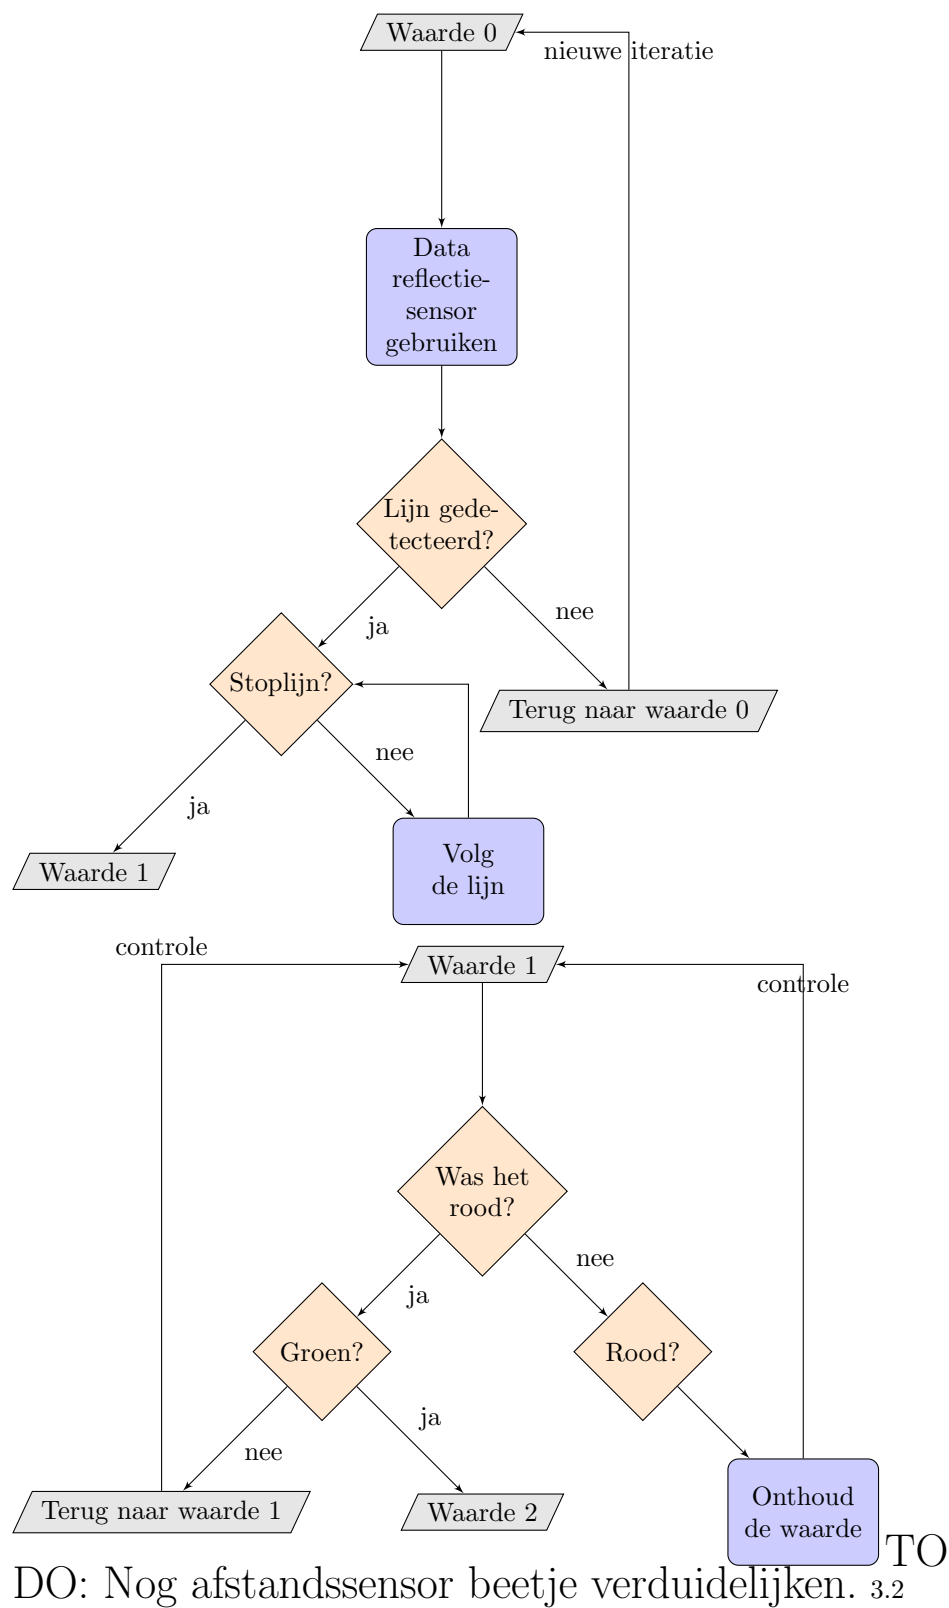 Waarde 0
nieuwe iteratie
Data
reflectie-
sensor
gebruiken
Lijn gede-
tecteerd?
nee
ja
Stoplijn?
Terug naar waarde 0
nee
ja
Volg
de lijn
Waarde 1
controle
Waarde 1
controle
Was het
rood?
nee
ja
Groen?
Rood?
ja
nee
Terug naar waarde 1
Waarde 2
Onthoud
de waarde
TO
DO: Nog afstandssensor beetje verduidelijken. 3.2